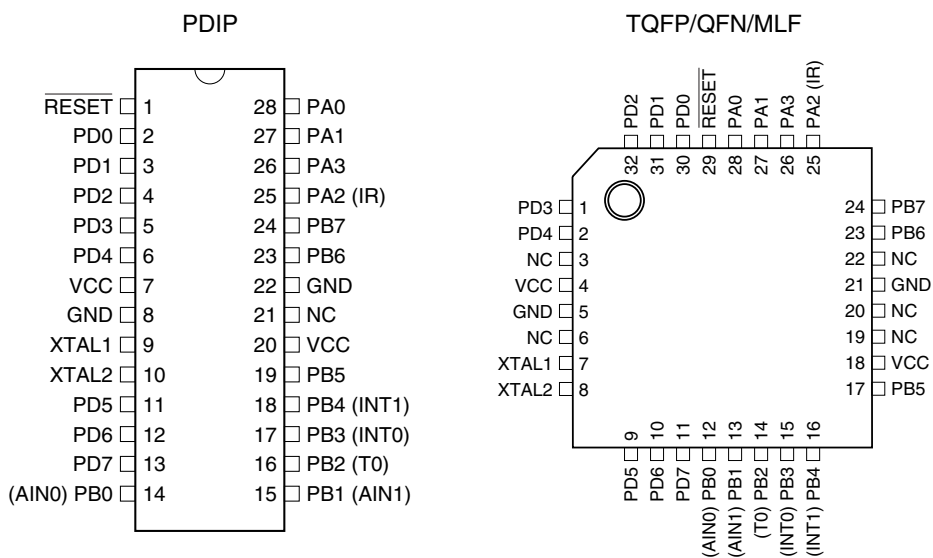 PDIP
RESET 1 28 PA0
PD0 2 27 PA1
PD1 3 26 PA3
PD2 4 25 PA2 (IR)
PD3 5 24 PB7
PD4 6 23 PB6
VCC 7 22 GND
GND 8 21 NC
XTAL1 9 20 VCC
XTAL2 10 19 PB5
PD5 11 18 PB4 (INT1)
PD6 12 17 PB3 (INT0)
PD7 13 16 PB2 (T0)
(AIN0) PB0 14 15 PB1 (AIN1)
TQFP/QFN/MLF
PD2 PD1 PD0 RESET PA0 PA1 PA3 PA2 (IR)
32 31 30 29 28 27 26 25
PD3 1 24 PB7
PD4 2 23 PB6
NC 3 22 NC
VCC 4 21 GND
GND 5 20 NC
NC 6 19 NC
XTAL1 7 18 VCC
XTAL2 8 17 PB5
9 10 11 12 13 14 15 16
PD5 PD6 PD7 (AIN0) PB0 (AIN1) PB1 (T0) PB2 (INT0) PB3 (INT1) PB4